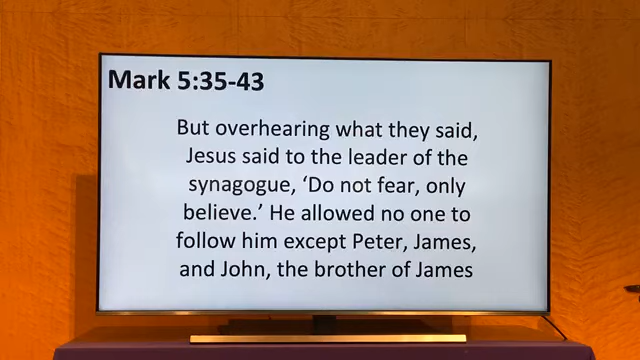 Mark 5:35-43
But overhearing what they said,
Jesus said to the leader of the
synagogue, ‘Do not fear, only
believe.’ He allowed no one to
follow him except Peter, James,
and John, the brother of James